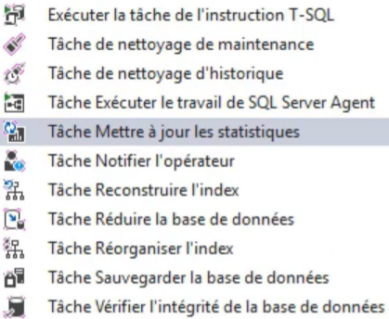 Exécuter la tâche de l'instruction T-SQL
Tâche de nettoyage de maintenance
Tâche de nettoyage d'historique
Tâche Exécuter le travail de SQL Server Agent
Tâche Mettre à jour les statistiques
Tâche Notifier l'opérateur
Tâche Reconstruire l'index
Tâche Réduire la base de données
Tâche Réorganiser l'index
Tâche Sauvegarder la base de données
Tâche Vérifier l'intégrité de la base de données